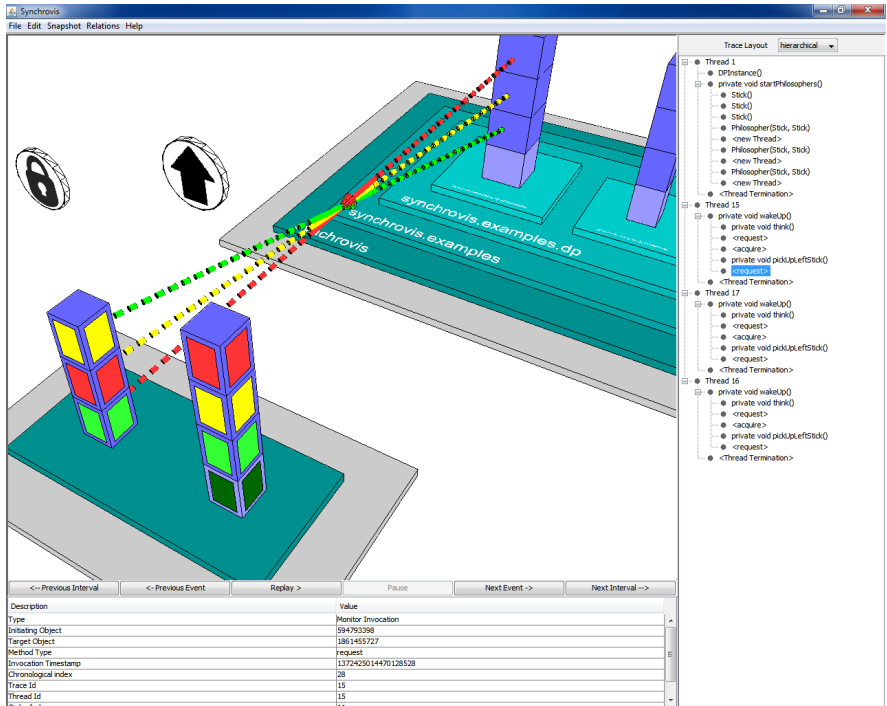 Synchrovis
File Edit Snapshot Relations Help
Trace Layout hierarchical
Thread 1
DPInstance()
private void startPhilosophers()
Stick()
Stick()
Stick()
Philosopher(Stick, Stick)
<new Thread>
Philosopher(Stick, Stick)
<new Thread>
Philosopher(Stick, Stick)
<new Thread>
<Thread Termination>
Thread 15
private void wakeUp()
private void think()
<request>
<acquire>
private void pickUpLeftStick()
<request>
<Thread Termination>
Thread 17
private void wakeUp()
private void think()
<request>
<acquire>
private void pickUpLeftStick()
<request>
<Thread Termination>
Thread 16
private void wakeUp()
private void think()
<request>
<acquire>
private void pickUpLeftStick()
<request>
<Thread Termination>
synchrovis.examples.dp
synchrovis.examples
chrovis
<-- Previous Interval <- Previous Event Replay > Pause Next Event -> Next Interval -->
Description Value
Type Monitor Invocation
Initiating Object 594793398
Target Object 1861455727
Method Type request
Invocation Timestamp 1372425014470128528
Chronological index 28
Trace Id 15
Thread Id 15